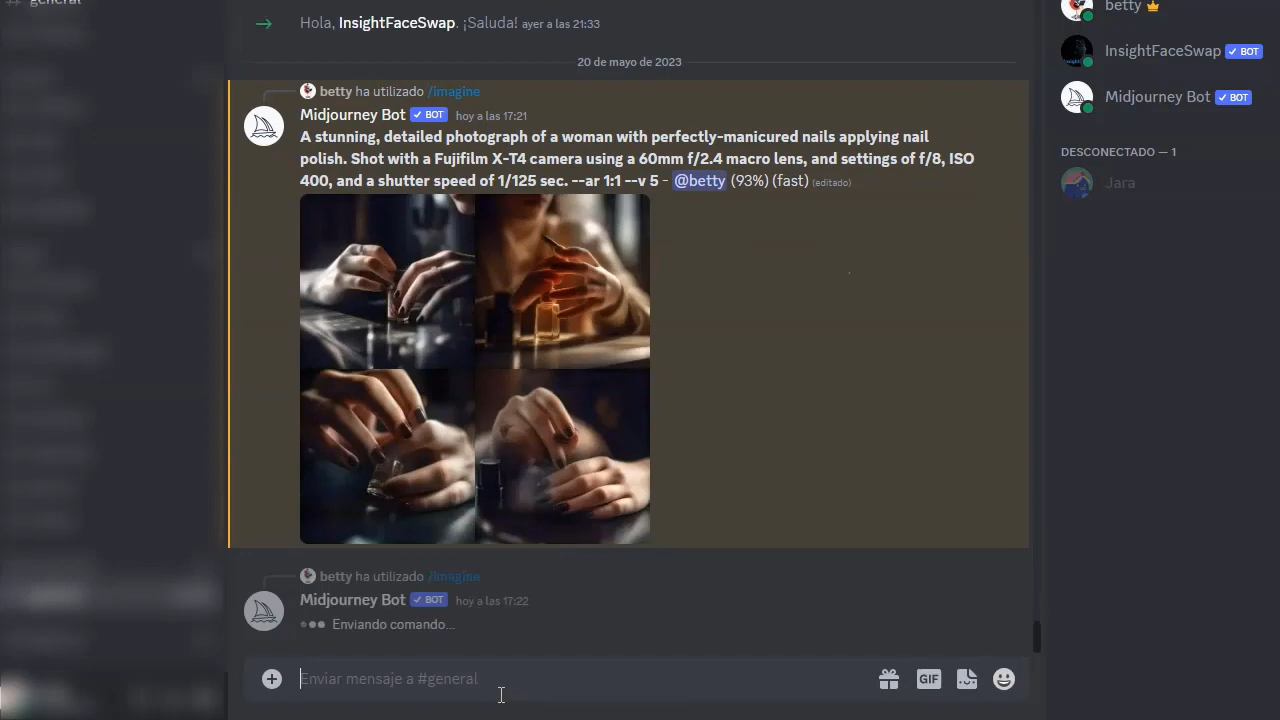 general
Hola, InsightFaceSwap. ¡Saluda! ayer a las 21:33
20 de mayo de 2023
betty ha utilizado /imagine
Midjourney Bot ✓ BOT hoy a las 17:21
A stunning, detailed photograph of a woman with perfectly-manicured nails applying nail
polish. Shot with a Fujifilm X-T4 camera using a 60mm f/2.4 macro lens, and settings of f/8, ISO
400, and a shutter speed of 1/125 sec. --ar 1:1 --v 5 - @betty (93%) (fast) (editado)
betty ha utilizado /imagine
Midjourney Bot ✓ BOT hoy a las 17:22
Enviando comando...
Enviar mensaje a #general
GIF
betty
InsightFaceSwap ✓ BOT
Midjourney Bot ✓ BOT
DESCONECTADO — 1
Jara